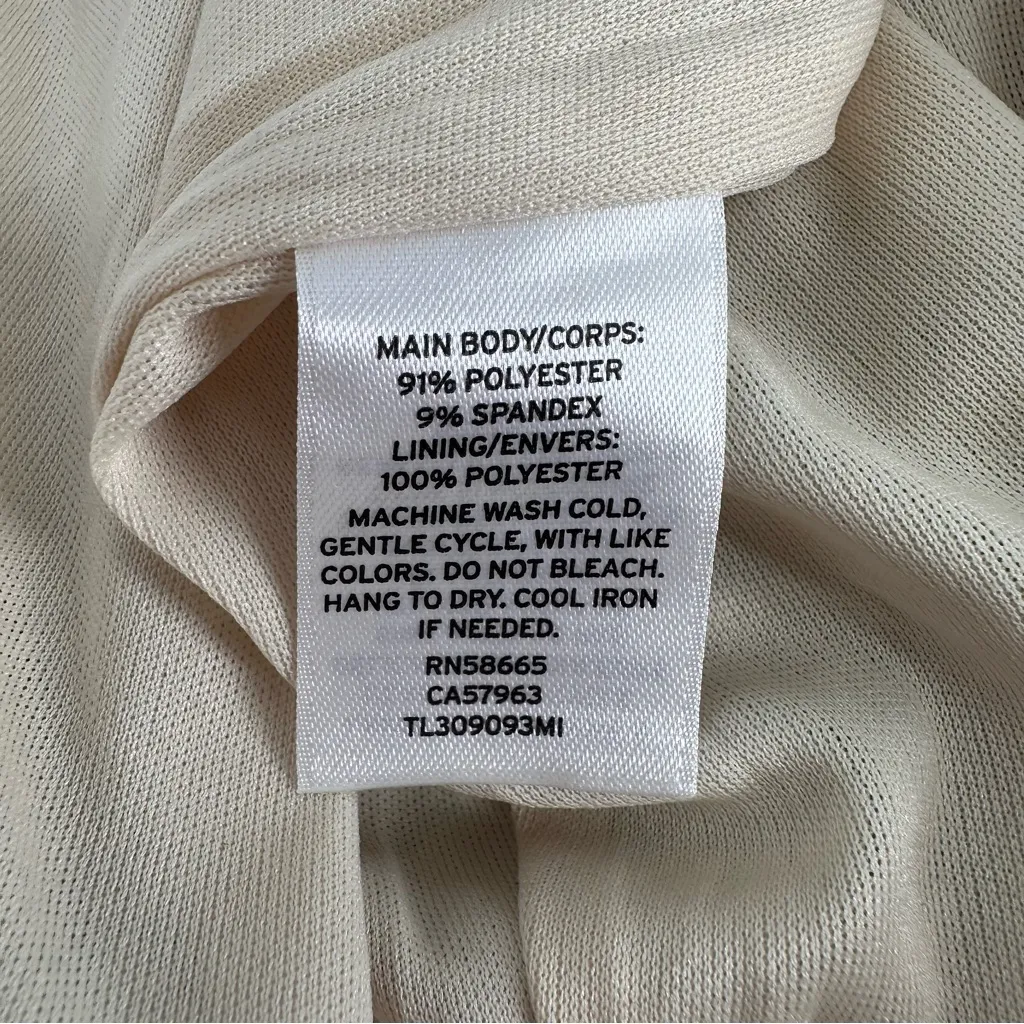 MAIN BODY/CORPS:
91% POLYESTER
9% SPANDEX
LINING/ENVERS:
100% POLYESTER
MACHINE WASH COLD,
GENTLE CYCLE, WITH LIKE
COLORS. DO NOT BLEACH.
HANG TO DRY. COOL IRON
IF NEEDED.
RN58665
CA57963
TL309093MI